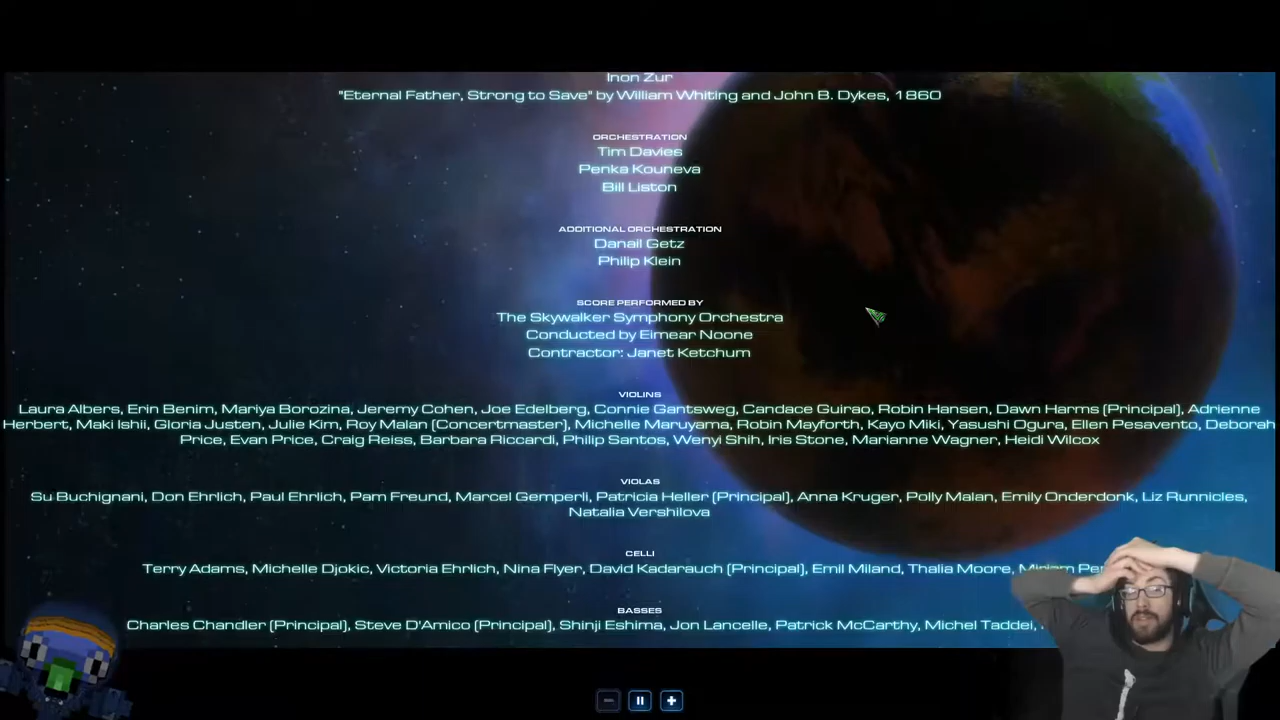 Inon Zur
"Eternal Father, Strong to Save" by William Whiting and John B. Dykes, 1860
ORCHESTRATION
Tim Davies
Penka Kouneva
Bill Liston
ADDITIONAL ORCHESTRATION
Danail Getz
Philip Klein
SCORE PERFORMED BY
The Skywalker Symphony Orchestra
Conducted by Eimear Noone
Contractor: Janet Ketchum
VIOLINS
Laura Albers, Erin Benim, Mariya Borozina, Jeremy Cohen, Joe Edelberg, Connie Gantsweg, Candace Guirao, Robin Hansen, Dawn Harms (Principal), Adrienne
Herbert, Maki Ishii, Gloria Justen, Julie Kim, Roy Malan (Concertmaster), Michelle Maruyama, Robin Mayforth, Kayo Miki, Yasushi Ogura, Ellen Pesavento, Deborah
Price, Evan Price, Craig Reiss, Barbara Riccardi, Philip Santos, Wenyi Shih, Iris Stone, Marianne Wagner, Heidi Wilcox
VIOLAS
Su Buchignani, Don Ehrlich, Paul Ehrlich, Pam Freund, Marcel Gemperli, Patricia Heller (Principal), Anna Kruger, Polly Malan, Emily Onderdonk, Liz Runnicles,
Natalia Vershilova
CELLI
Terry Adams, Michelle Djokic, Victoria Ehrlich, Nina Flyer, David Kadarauch (Principal), Emil Miland, Thalia Moore, Miriam
BASSES
Charles Chandler (Principal), Steve D'Amico (Principal), Shinji Eshima, Jon Lancelle, Patrick McCarthy, Michel Taddei,